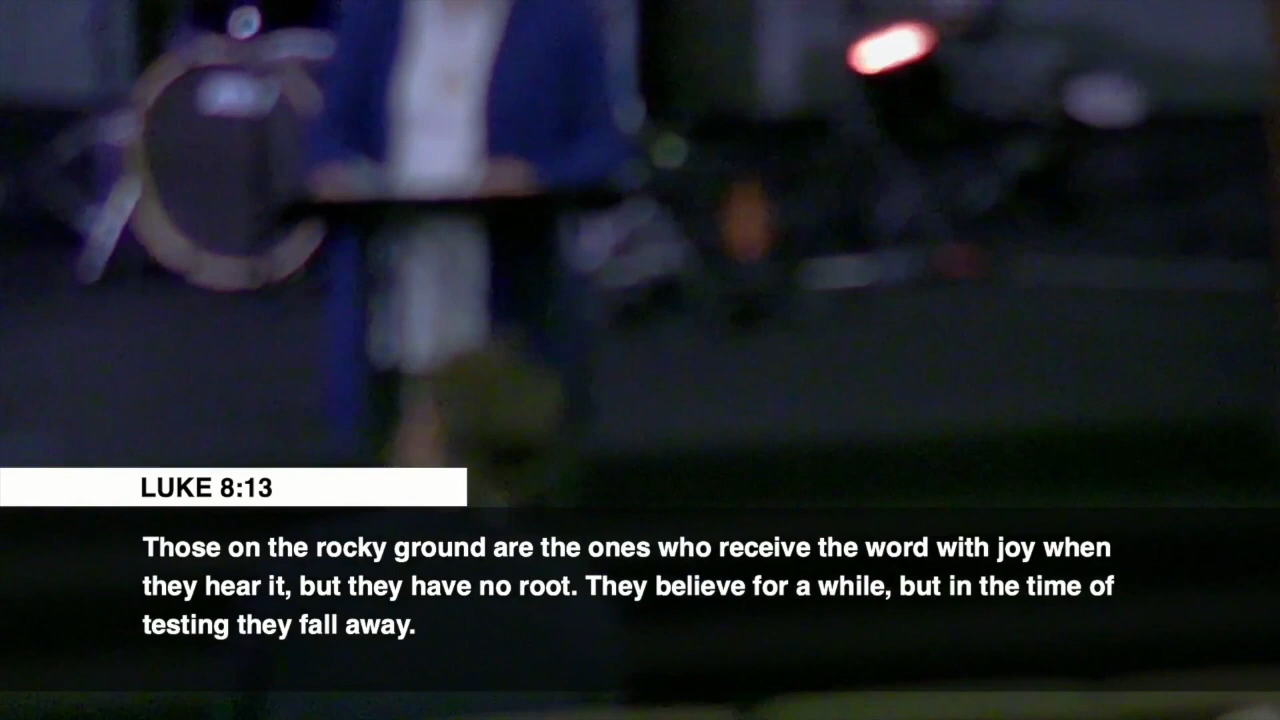 LUKE 8:13
Those on the rocky ground are the ones who receive the word with joy when
they hear it, but they have no root. They believe for a while, but in the time of
testing they fall away.